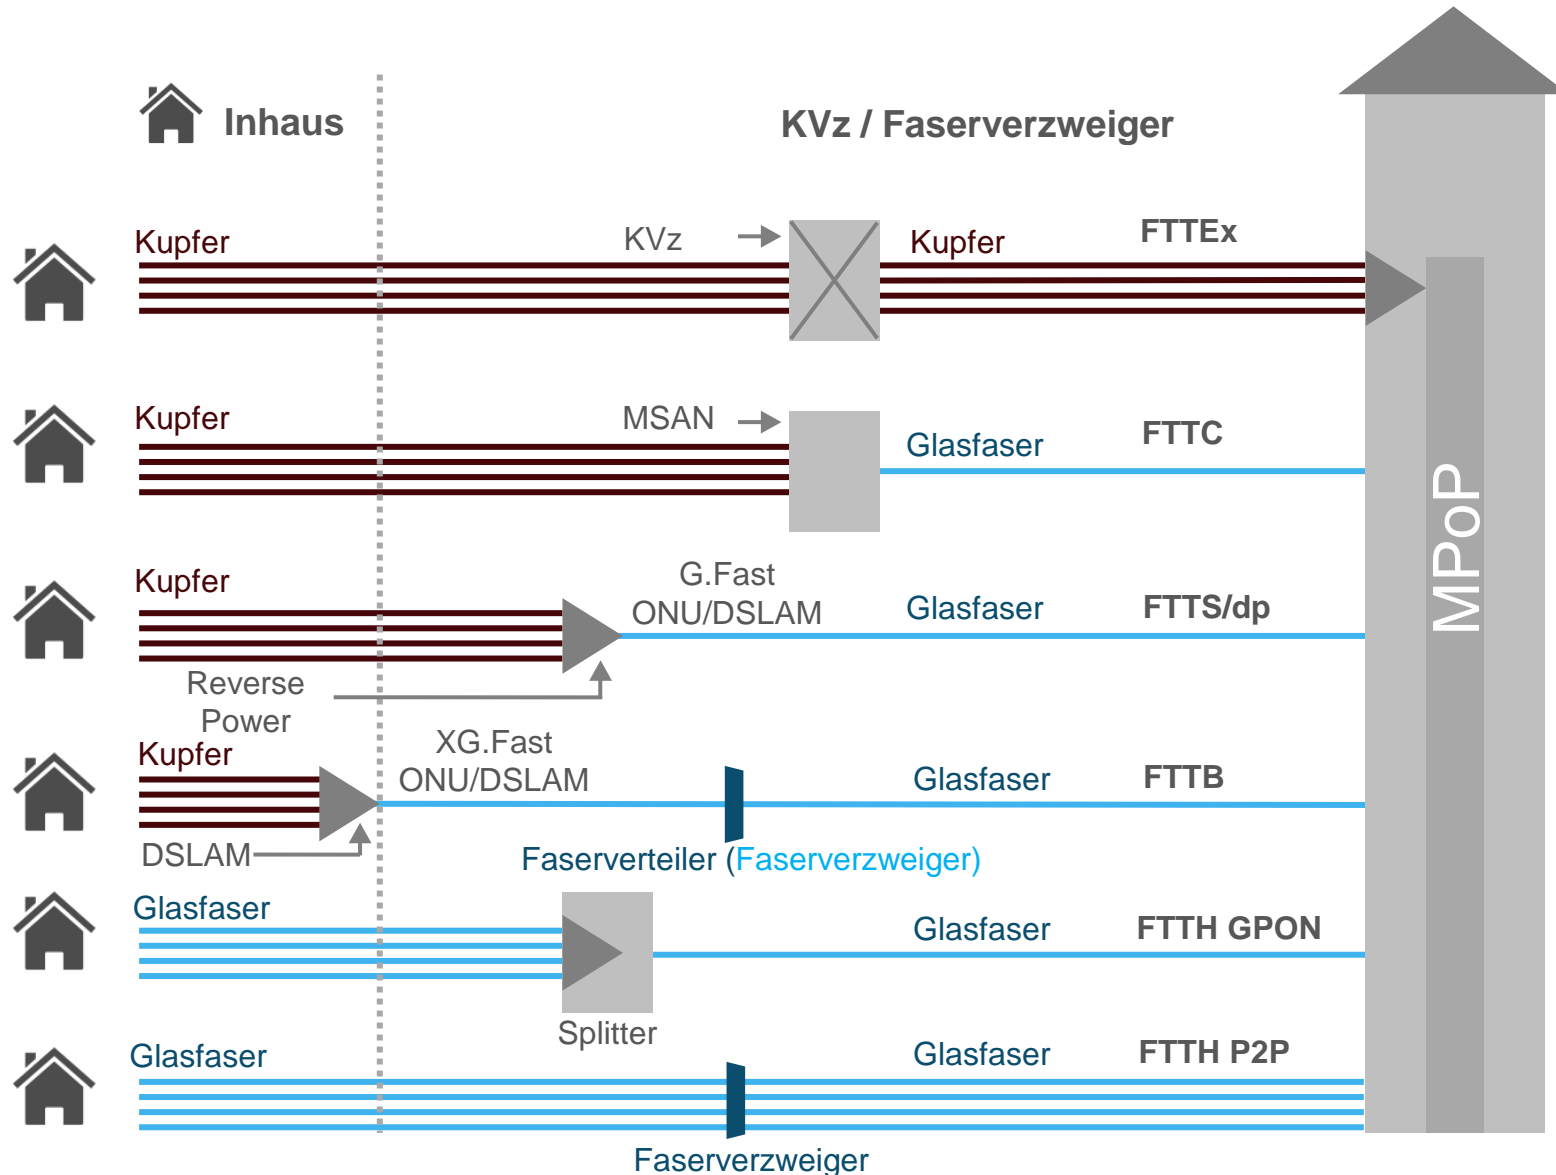 Inhaus
KVz / Faserverzweiger
Kupfer
KVz
Kupfer
FTTEx
Kupfer
MSAN
Glasfaser
FTTC
MPoP
Kupfer
G.Fast
ONU/DSLAM
Glasfaser
FTTS/dp
Reverse
Power
Kupfer
XG.Fast
ONU/DSLAM
Glasfaser
FTTB
DSLAM
Faserverteiler (Faserverzweiger)
Glasfaser
Glasfaser
FTTH GPON
Splitter
Glasfaser
Glasfaser
FTTH P2P
Faserverzweiger